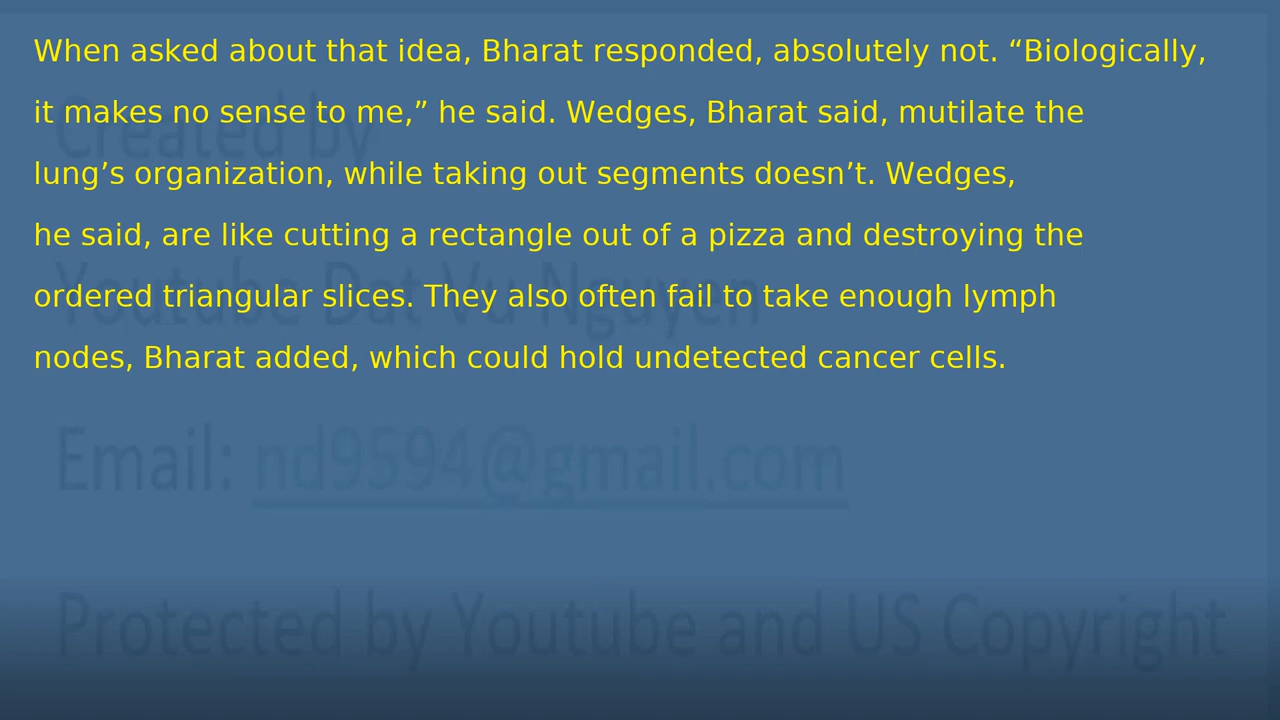 When asked about that idea, Bharat responded, absolutely not. “Biologically,
it makes no sense to me,” he said. Wedges, Bharat said, mutilate the
Created by
lung’s organization, while taking out segments doesn’t. Wedges,
he said, are like cutting a rectangle out of a pizza and destroying the
ordered triangular slices. They also often fail to take enough lymph
Youtube Dat Vu Nguyen
nodes, Bharat added, which could hold undetected cancer cells.
Email: nd9594@gmail.com
Protected by Youtube and US Copyright